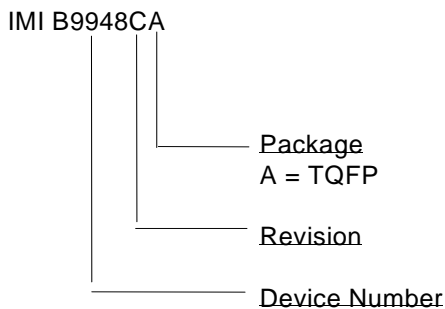 IMI B9948CA
Package
A = TQFP
Revision
Device Number